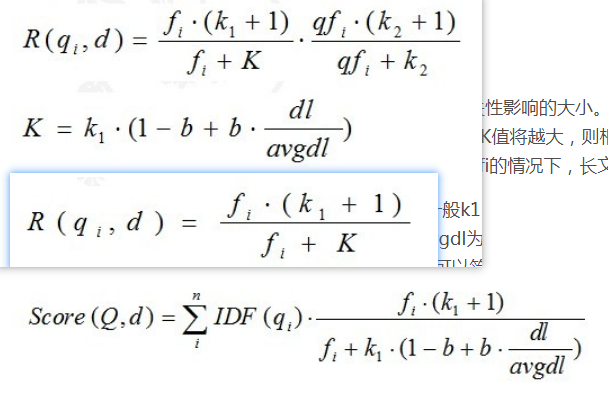 R(q_i, d) = \frac{f_i \cdot (k_1 + 1)}{f_i + K} \cdot \frac{qf_i \cdot (k_2 + 1)}{qf_i + k_2}
性影响的大小。
K = k_1 \cdot (1 - b + b \cdot \frac{dl}{avgdl})
K值将越大，则相
fi的情况下，长文
R(q_i, d) = \frac{f_i \cdot (k_1 + 1)}{f_i + K}
般k1
gdl为
Score(Q, d) = \sum_i^n IDF(q_i) \cdot \frac{f_i \cdot (k_1 + 1)}{f_i + k_1 \cdot (1 - b + b \cdot \frac{dl}{avgdl})}